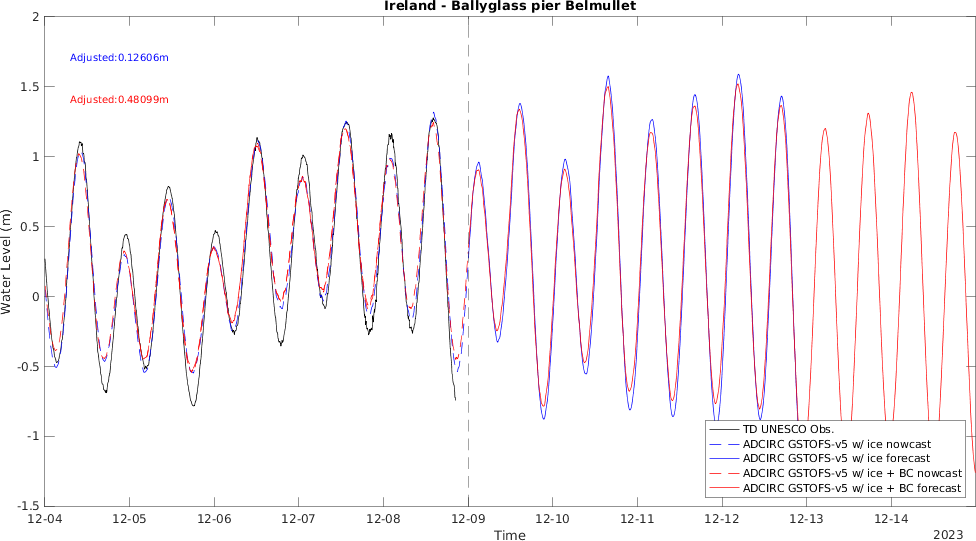 Ireland - Ballyglass pier Belmullet
Adjusted:0.12606m
Adjusted:0.48099m
Water Level (m)
2
1.5
1
0.5
0
-0.5
-1
-1.5
TD UNESCO Obs.
ADCIRC GSTOFS-v5 w/ ice nowcast
ADCIRC GSTOFS-v5 w/ ice forecast
ADCIRC GSTOFS-v5 w/ ice + BC nowcast
ADCIRC GSTOFS-v5 w/ ice + BC forecast
12-04 12-05 12-06 12-07 12-08 12-09 12-10 12-11 12-12 12-13 12-14
Time
2023